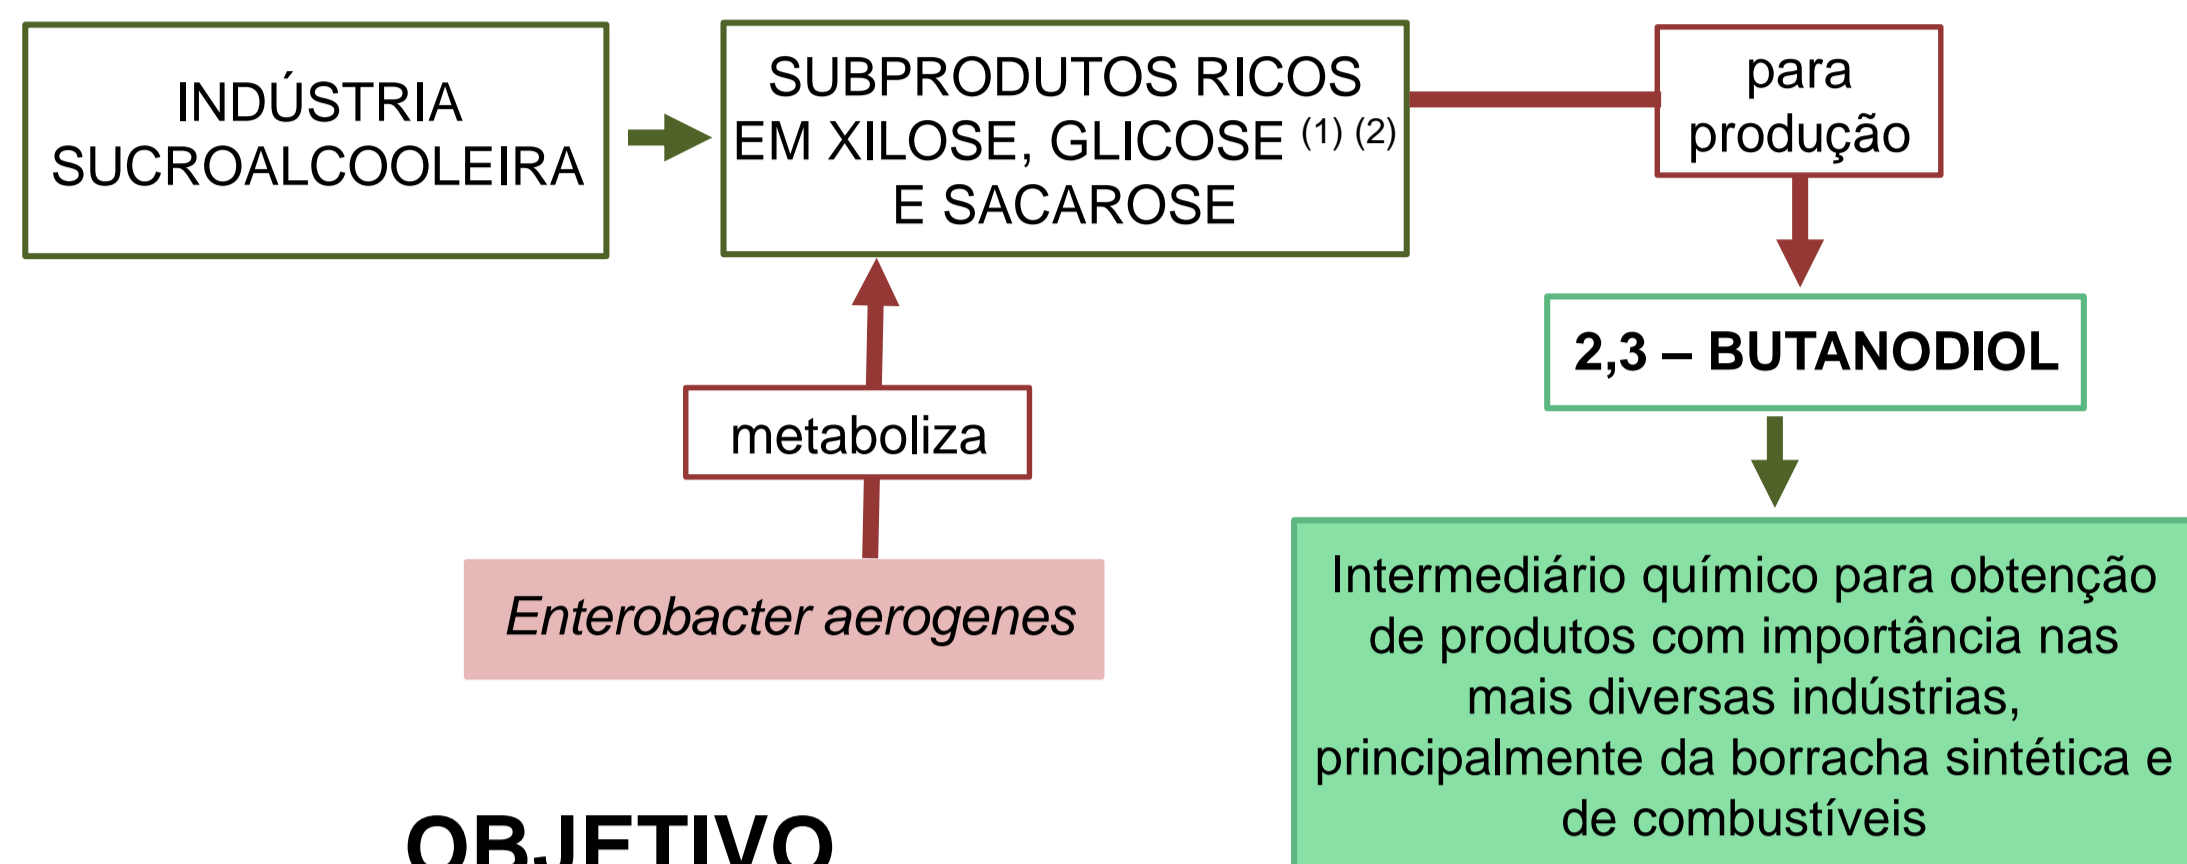 INDÚSTRIA
SUCROALCOOLEIRA
SUBPRODUTOS RICOS
EM XILOSE, GLICOSE (1) (2)
E SACAROSE
para
produção
2,3 – BUTANODIOL
metaboliza
Enterobacter aerogenes
Intermediário químico para obtenção
de produtos com importância nas
mais diversas indústrias,
principalmente da borracha sintética e
de combustíveis
OBJETIVO